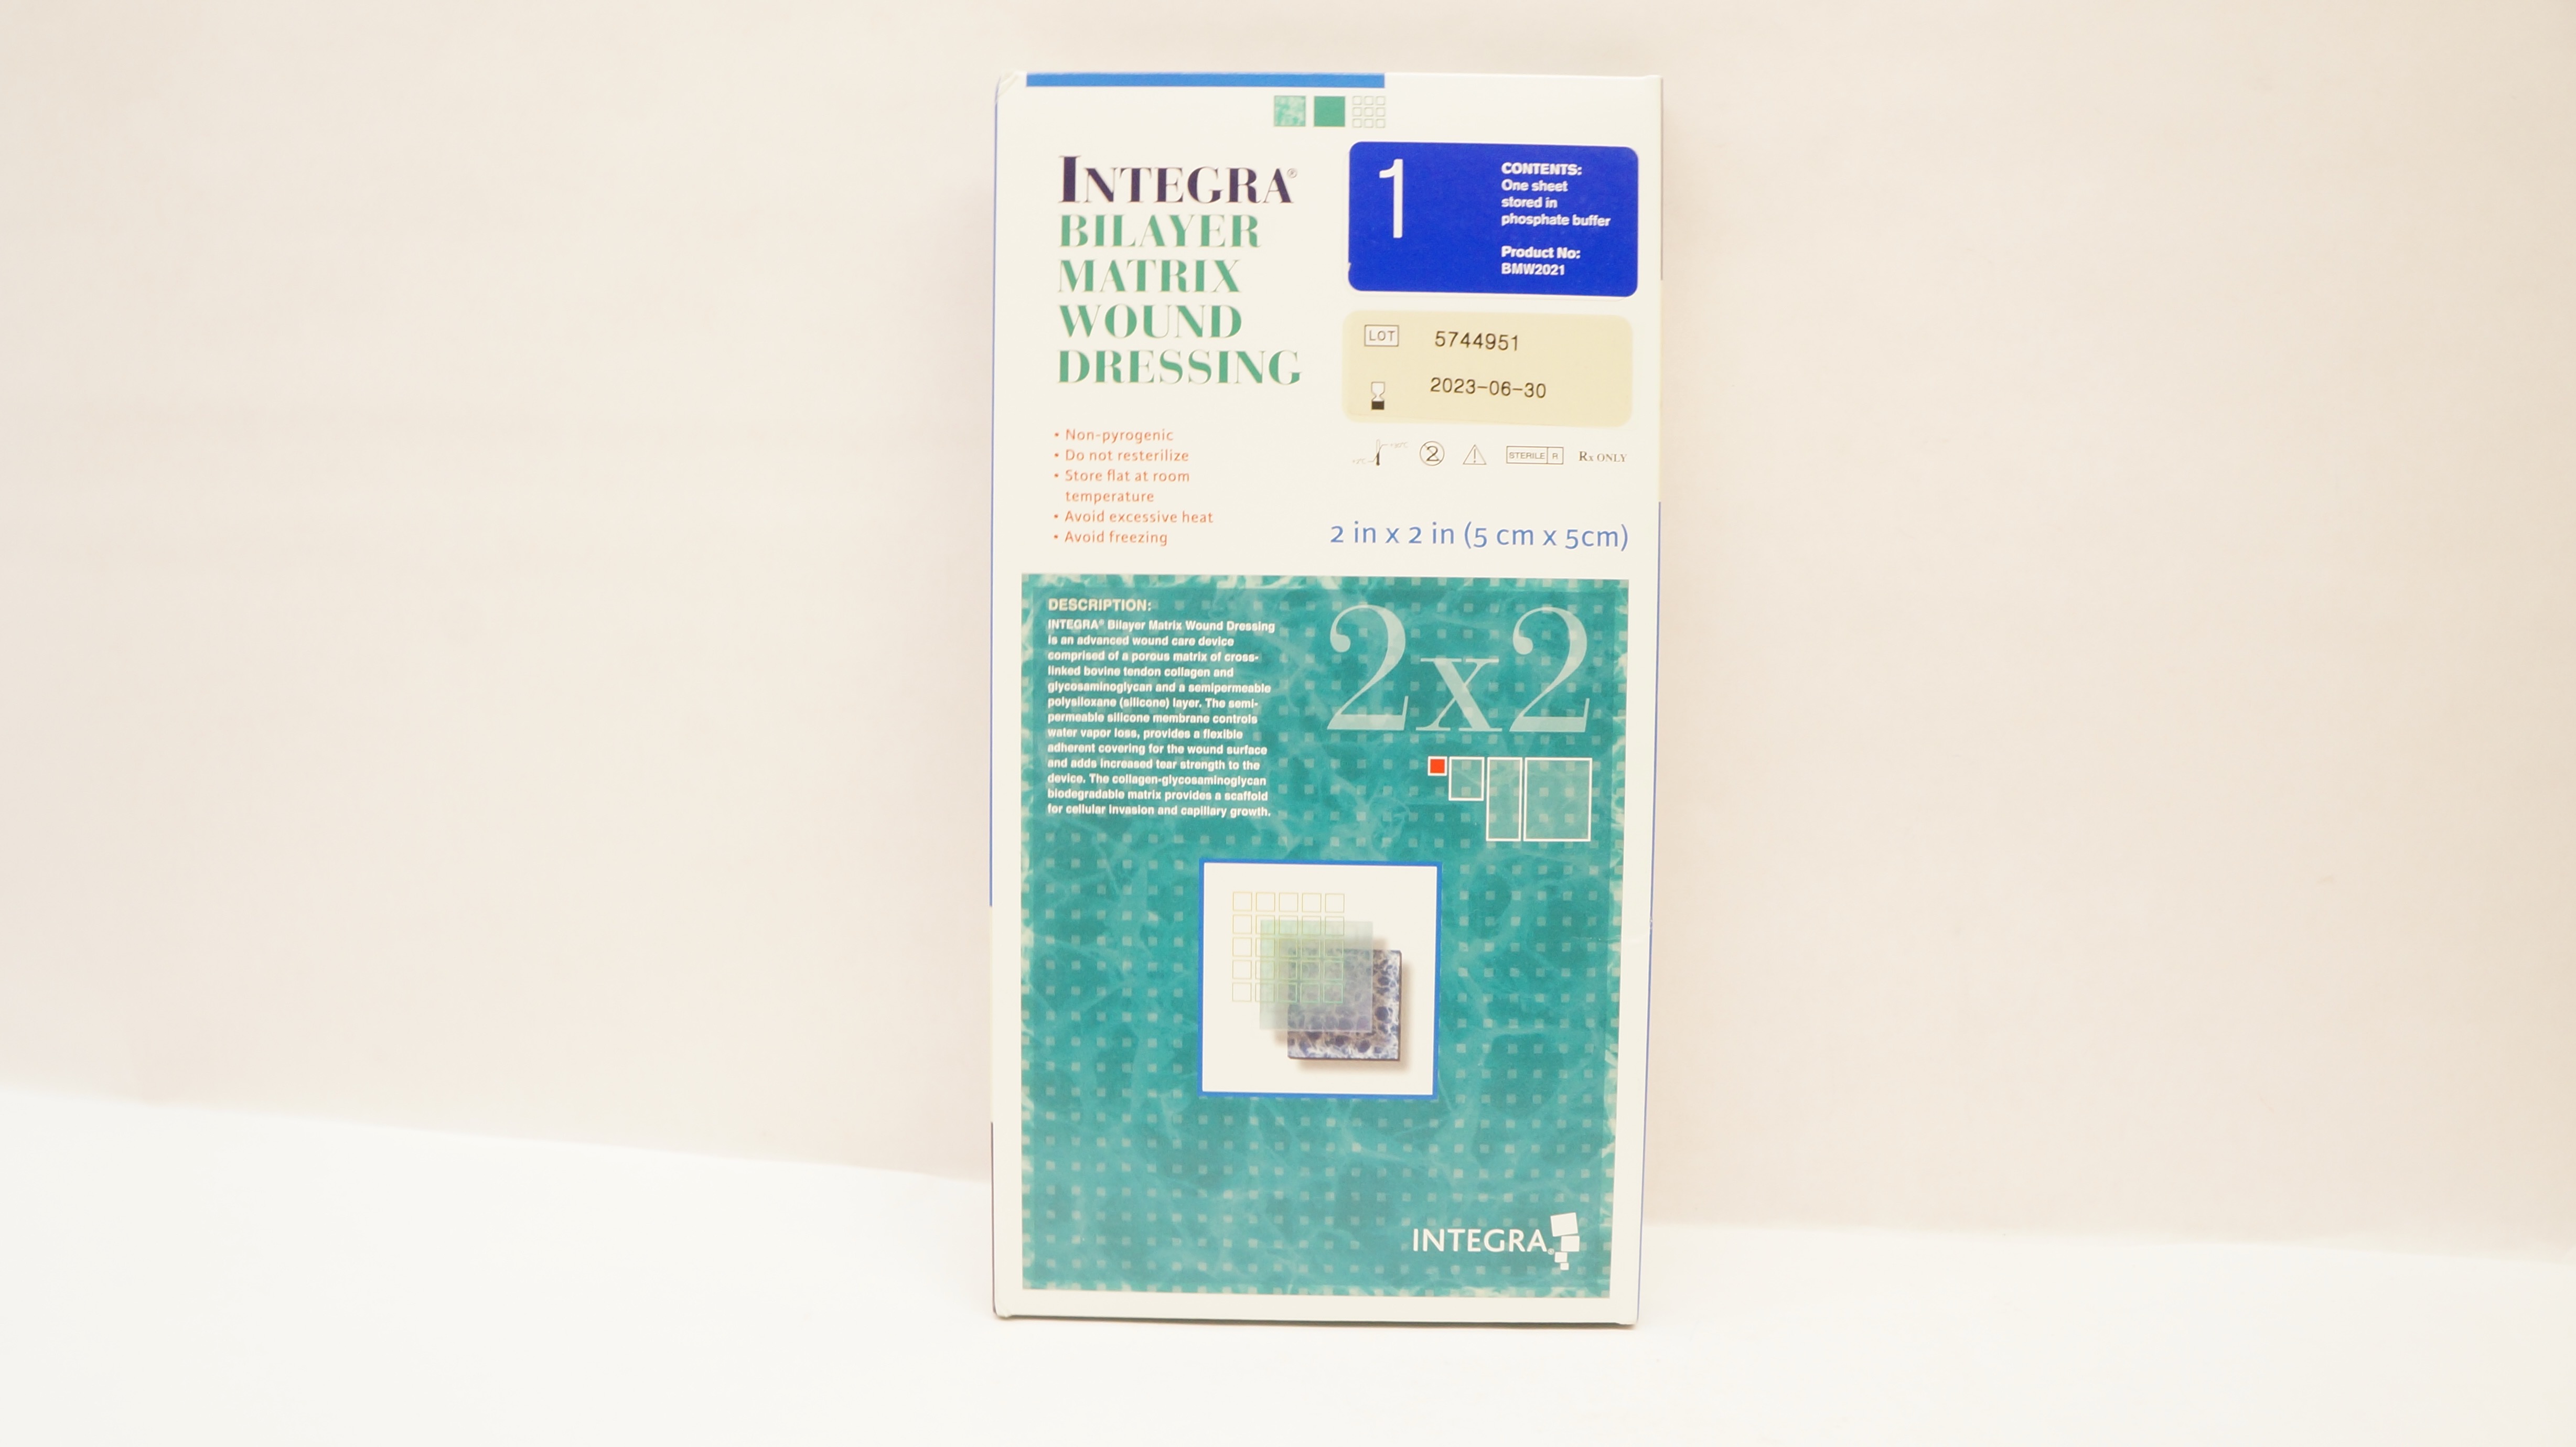 INTEGRA®
BILAYER
MATRIX
WOUND
DRESSING
1
CONTENTS:
One sheet
stored in
phosphate buffer
Product No:
BMW2021
LOT 5744951
2023-06-30
2
STERILE R
Rx ONLY
• Non-pyrogenic
• Do not resterilize
• Store flat at room
temperature
• Avoid excessive heat
• Avoid freezing
2 in x 2 in (5 cm x 5cm)
DESCRIPTION:
INTEGRA® Bilayer Matrix Wound Dressing
is an advanced wound care device
comprised of a porous matrix of cross-
linked bovine tendon collagen and
glycosaminoglycan and a semipermeable
polysiloxane (silicone) layer. The semi-
permeable silicone membrane controls
water vapor loss, provides a flexible
adherent covering for the wound surface
and adds increased tear strength to the
device. The collagen-glycosaminoglycan
biodegradable matrix provides a scaffold
for cellular invasion and capillary growth.
2x2
INTEGRA®